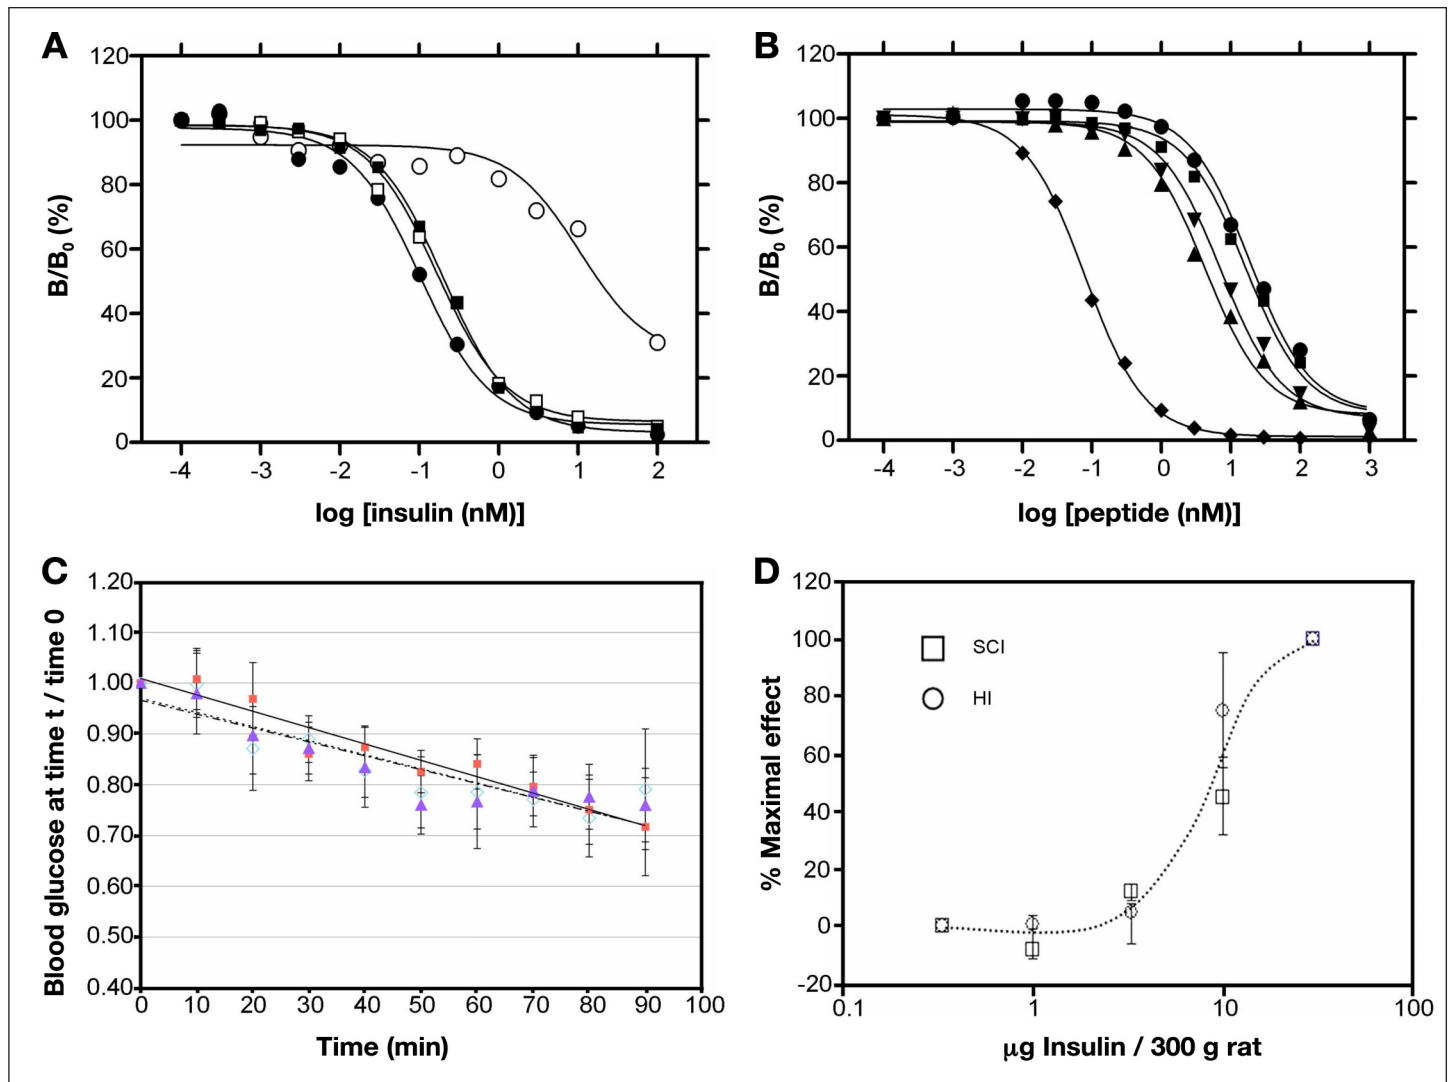 A
120
100
80
60
40
20
0
B/B0 (%)
-4 -3 -2 -1 0 1 2
log [insulin (nM)]
B
120
100
80
60
40
20
0
B/B0 (%)
-4 -3 -2 -1 0 1 2 3
log [peptide (nM)]
C
1.20
1.10
1.00
0.90
0.80
0.70
0.60
0.50
0.40
Blood glucose at time t / time 0
0 10 20 30 40 50 60 70 80 90 100
Time (min)
D
120
100
80
60
40
20
0
-20
% Maximal effect
SCI
HI
0.1 1 10 100
µg Insulin / 300 g rat